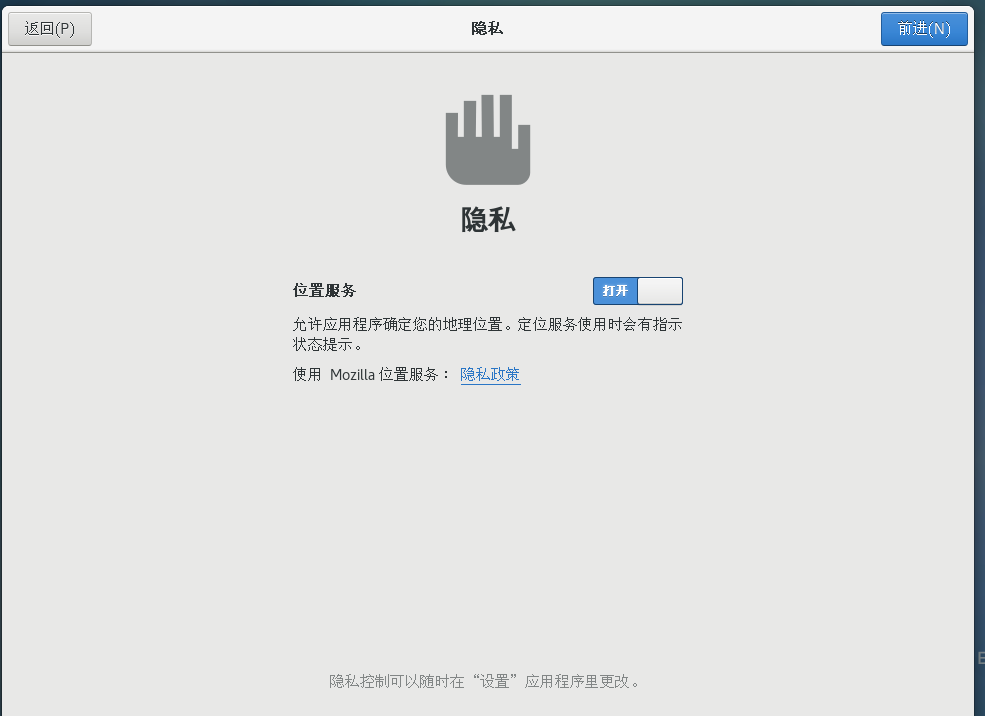 返回(P)
隐私
前进(N)
隐私
位置服务
打开
允许应用程序确定您的地理位置。定位服务使用时会有指示
状态提示。
使用 Mozilla 位置服务： 隐私政策
隐私控制可以随时在“设置”应用程序里更改。